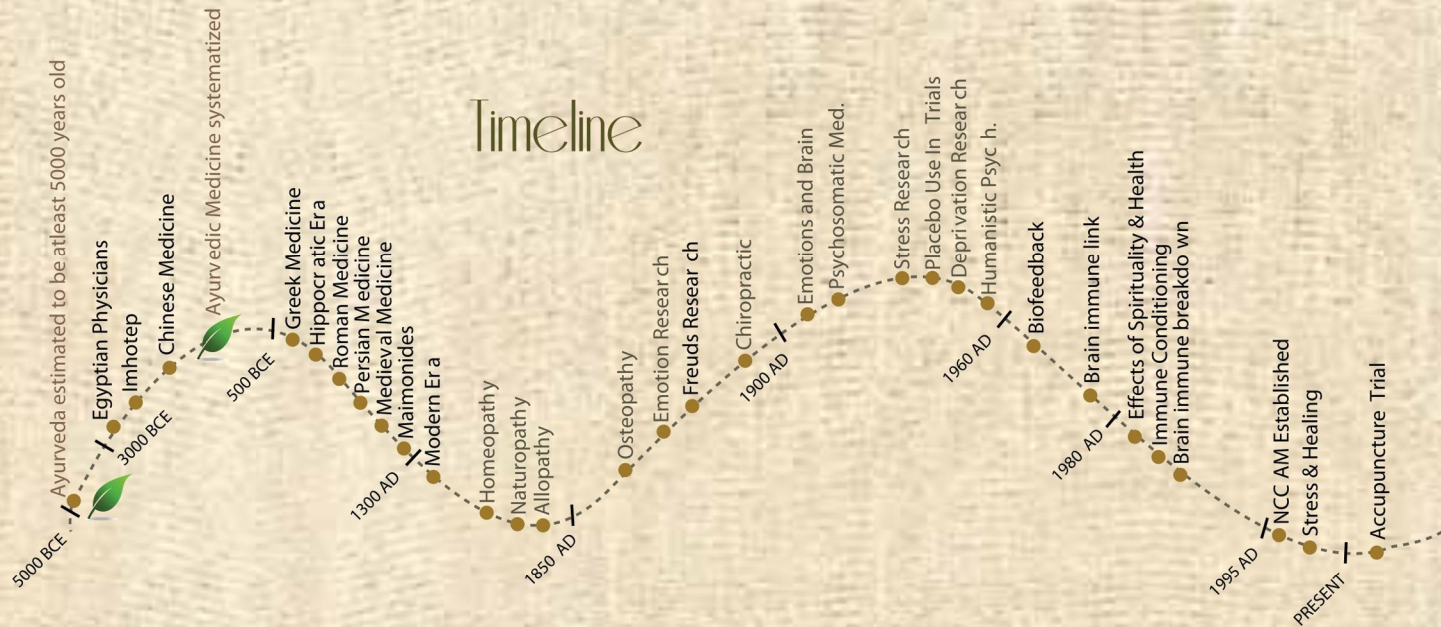 Timeline
5000 BCE
Ayurveda estimated to be atleast 5000 years old
3000 BCE
Egyptian Physicians
Imhotep
Chinese Medicine
Ayurvedic Medicine systematized
500 BCE
Greek Medicine
Hippocr atic Era
Roman Medicine
Persian M edicine
Medieval Medicine
Maimonides
1300 AD
Modern Er a
Homeopathy
Naturopathy
Allopathy
1850 AD
Osteopathy
Emotion Resear ch
Freuds Resear ch
Chiropractic
1900 AD
Emotions and Brain
Psychosomatic Med.
Stress Research
Placebo Use In Trials
Depri vation Resear ch
Humanistic Psyc h.
1960 AD
Biofeedback
Brain immune link
1980 AD
Effects of Spirituality & Health
Immune Conditioning
Brain immune breakdo wn
1995 AD
NCC AM Established
Stress & Healing
PRESENT
Accupuncture Trial